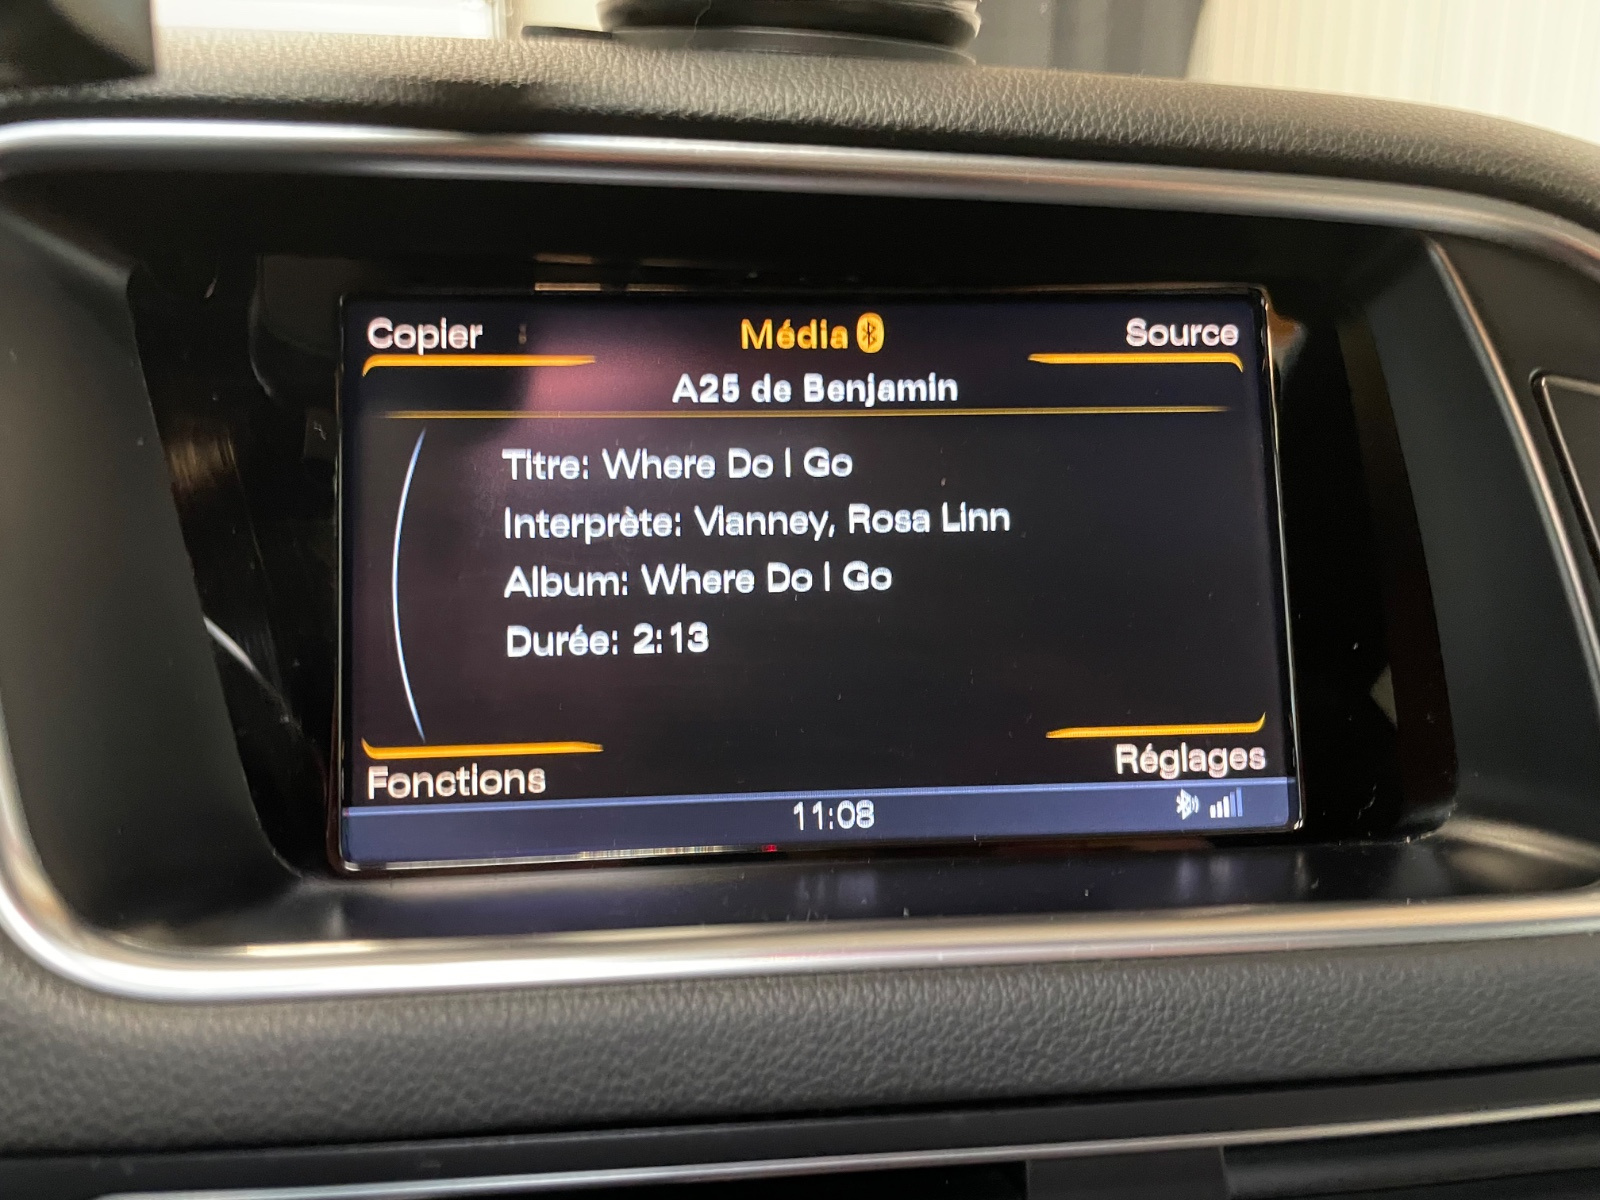 Copier
Média
Source
A25 de Benjamin
Titre: Where Do I Go
Interprète: Vianney, Rosa Linn
Album: Where Do I Go
Durée: 2:13
Fonctions
Réglages
11:08